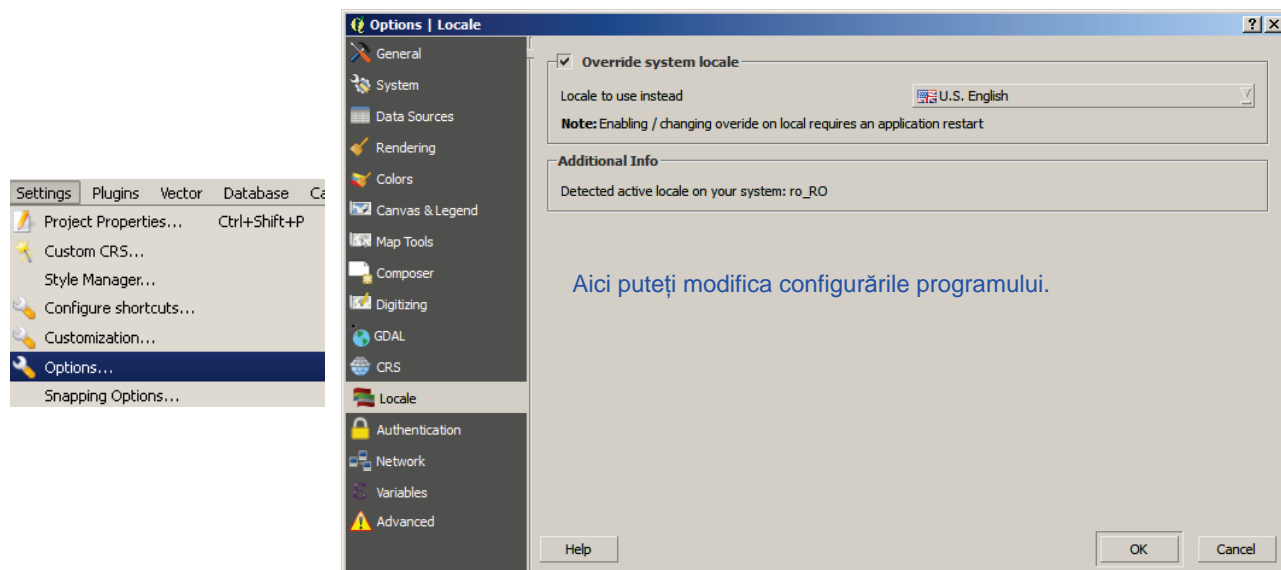 Settings Plugins Vector Database Ca
Project Properties... Ctrl+Shift+P
Custom CRS...
Style Manager...
Configure shortcuts...
Customization...
Options...
Snapping Options...
Options | Locale
General
System
Data Sources
Rendering
Colors
Canvas & Legend
Map Tools
Composer
Digitizing
GDAL
CRS
Locale
Authentication
Network
Variables
Advanced
Override system locale
Locale to use instead U.S. English
Note: Enabling / changing overide on local requires an application restart
Additional Info
Detected active locale on your system: ro_RO
Aici puteți modifica configurările programului.
Help OK Cancel